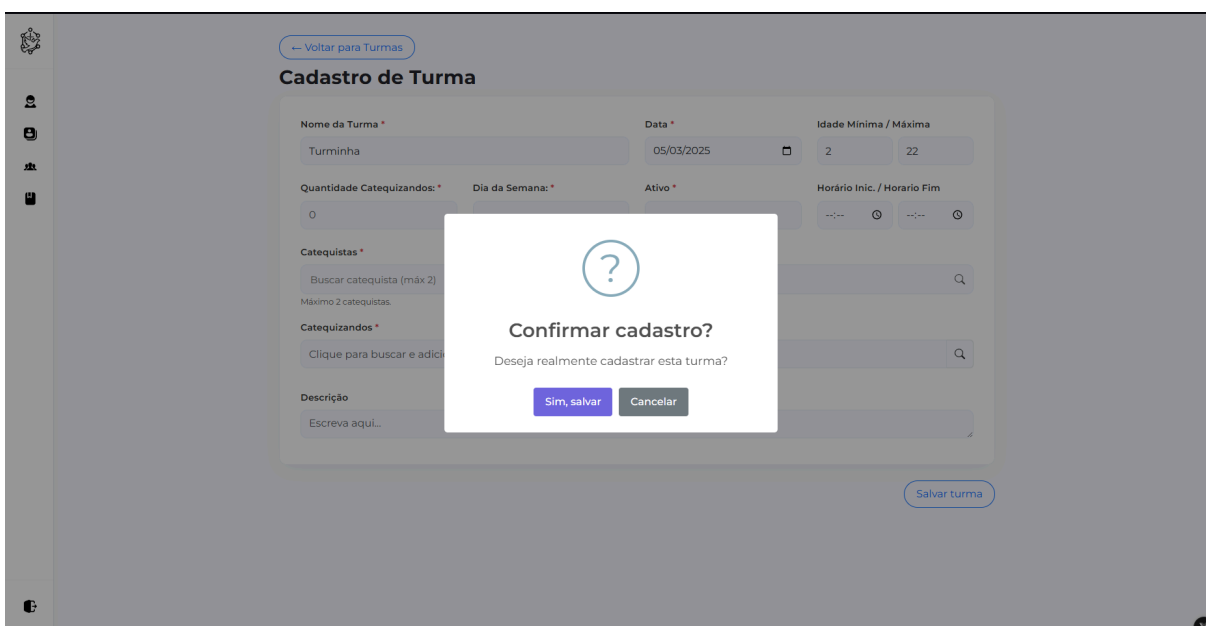 ← Voltar para Turmas
Cadastro de Turma
Nome da Turma * Data * Idade Mínima / Máxima
Turminha 05/03/2025 2 22
Quantidade Catequizandos: * Dia da Semana: * Ativo * Horário Inic. / Horario Fim
0 --:-- --:--
Catequistas *
Buscar catequista (máx 2)
Máximo 2 catequistas.
Catequizandos *
Clique para buscar e
Descrição
Escreva aqui...
?
Confirmar cadastro?
Deseja realmente cadastrar esta turma?
Sim, salvar Cancelar
Salvar turma